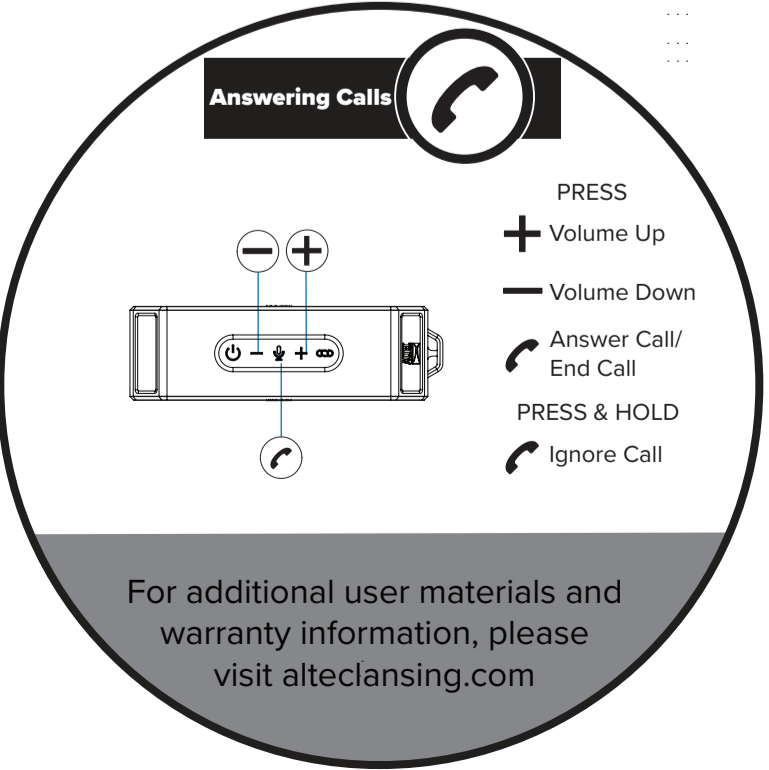 Answering Calls
PRESS
Volume Up
Volume Down
Answer Call/
End Call
PRESS & HOLD
Ignore Call
For additional user materials and
warranty information, please
visit alteclansing.com